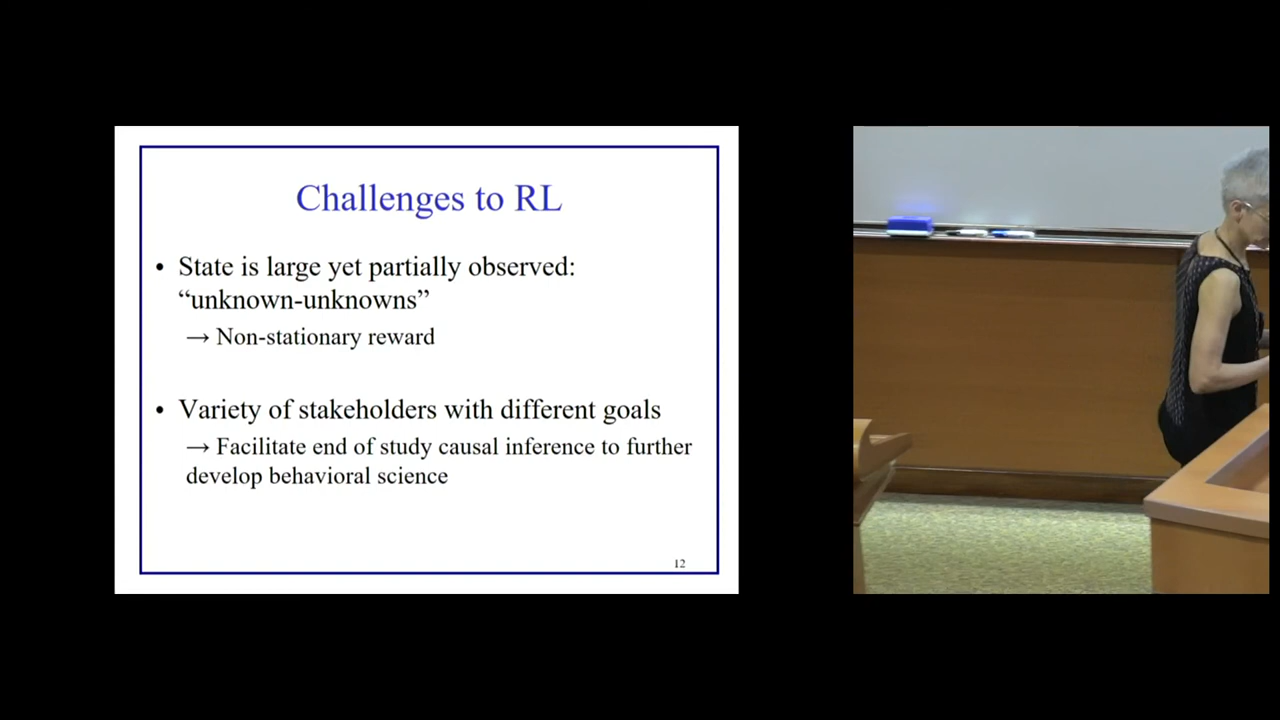 Challenges to RL
• State is large yet partially observed:
“unknown-unknowns”
→ Non-stationary reward
• Variety of stakeholders with different goals
→ Facilitate end of study causal inference to further
develop behavioral science
12